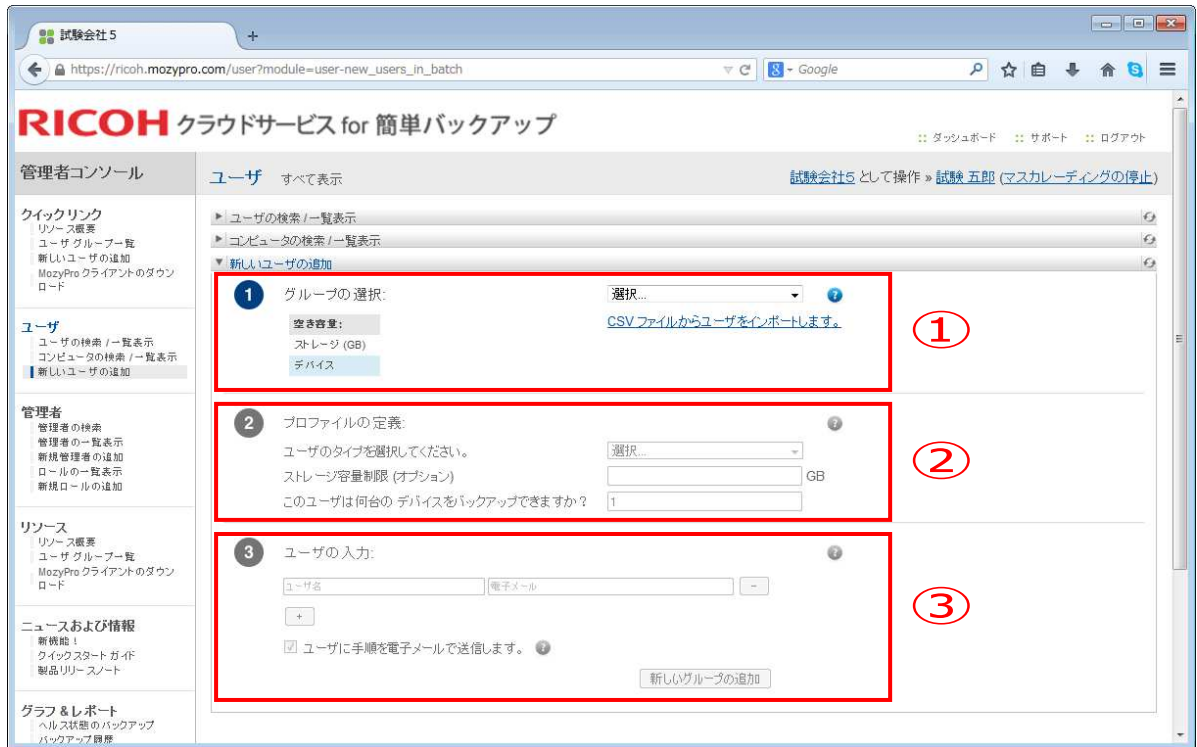 試験会社5
https://ricoh.mozypro.com/user?module=user-new_users_in_batch
Google
RICOH クラウドサービス for 簡単バックアップ
ダッシュボード サポート ログアウト
管理者コンソール
ユーザ すべて表示
試験会社5 として操作 » 試験 五郎 (マスカレーディングの停止)
クイックリンク
リソース概要
ユーザ グループ一覧
新しいユーザの追加
MozyPro クライアントのダウン
ロード
ユーザ
ユーザの検索 / 一覧表示
コンピュータの検索 / 一覧表示
新しいユーザの追加
管理者
管理者の検索
管理者の一覧表示
新規管理者の追加
ロールの一覧表示
新規ロールの追加
リソース
リソース概要
ユーザ グループ一覧
MozyPro クライアントのダウン
ロード
ニュースおよび情報
新機能！
クイックスタート ガイド
製品リリースノート
グラフ & レポート
ヘルス状態のバックアップ
バックアップ履歴
ユーザの検索 / 一覧表示
コンピュータの検索 / 一覧表示
新しいユーザの追加
1 グループの選択: 選択...
空き容量:
CSV ファイルからユーザをインポートします。
ストレージ (GB)
デバイス
①
2 プロファイルの定義:
ユーザのタイプを選択してください。 選択...
ストレージ容量制限 (オプション) GB
このユーザは何台の デバイスをバックアップできますか？ 1
②
3 ユーザの入力:
ユーザ名 電子メール −
+
ユーザに手順を電子メールで送信します。
新しいグループの追加
③